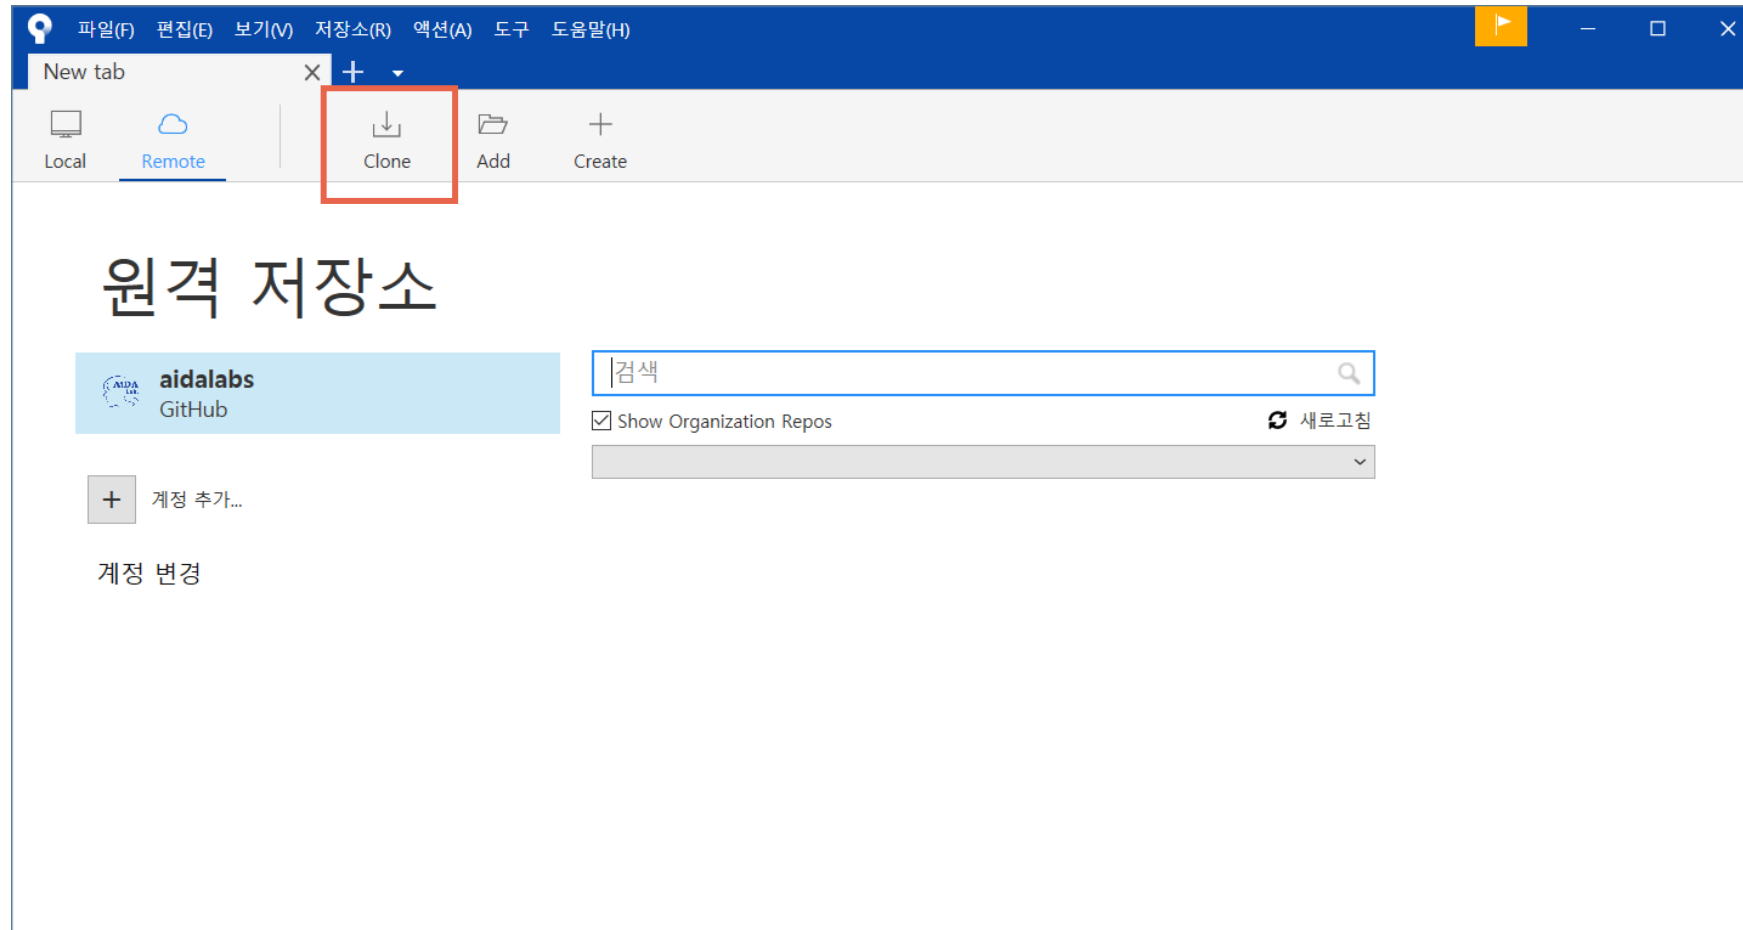 파일(F) 편집(E) 보기(V) 저장소(R) 액션(A) 도구 도움말(H)
New tab
Local Remote Clone Add Create
원격 저장소
aidalabs
GitHub
검색
Show Organization Repos 새로고침
계정 추가...
계정 변경
AIDA
Lab.